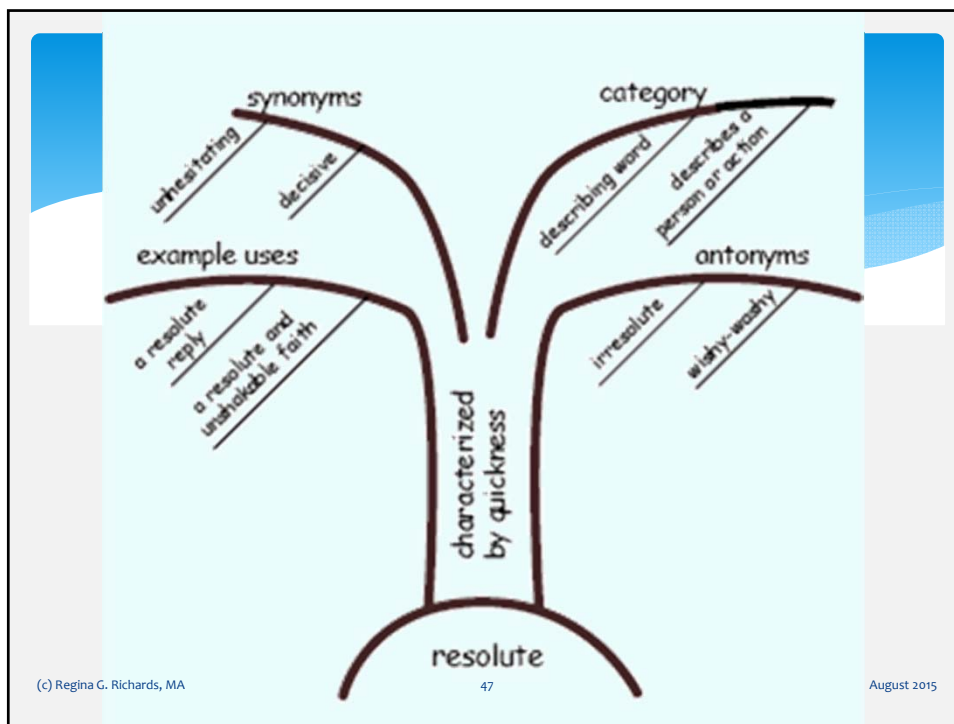 synonyms
unhesitating
decisive
category
describing word
describes a
person or action
example uses
a resolute
reply
a resolute and
unshakable faith
antonyms
irresolute
wishy-washy
characterized
by quickness
resolute
(c) Regina G. Richards, MA
47
August 2015